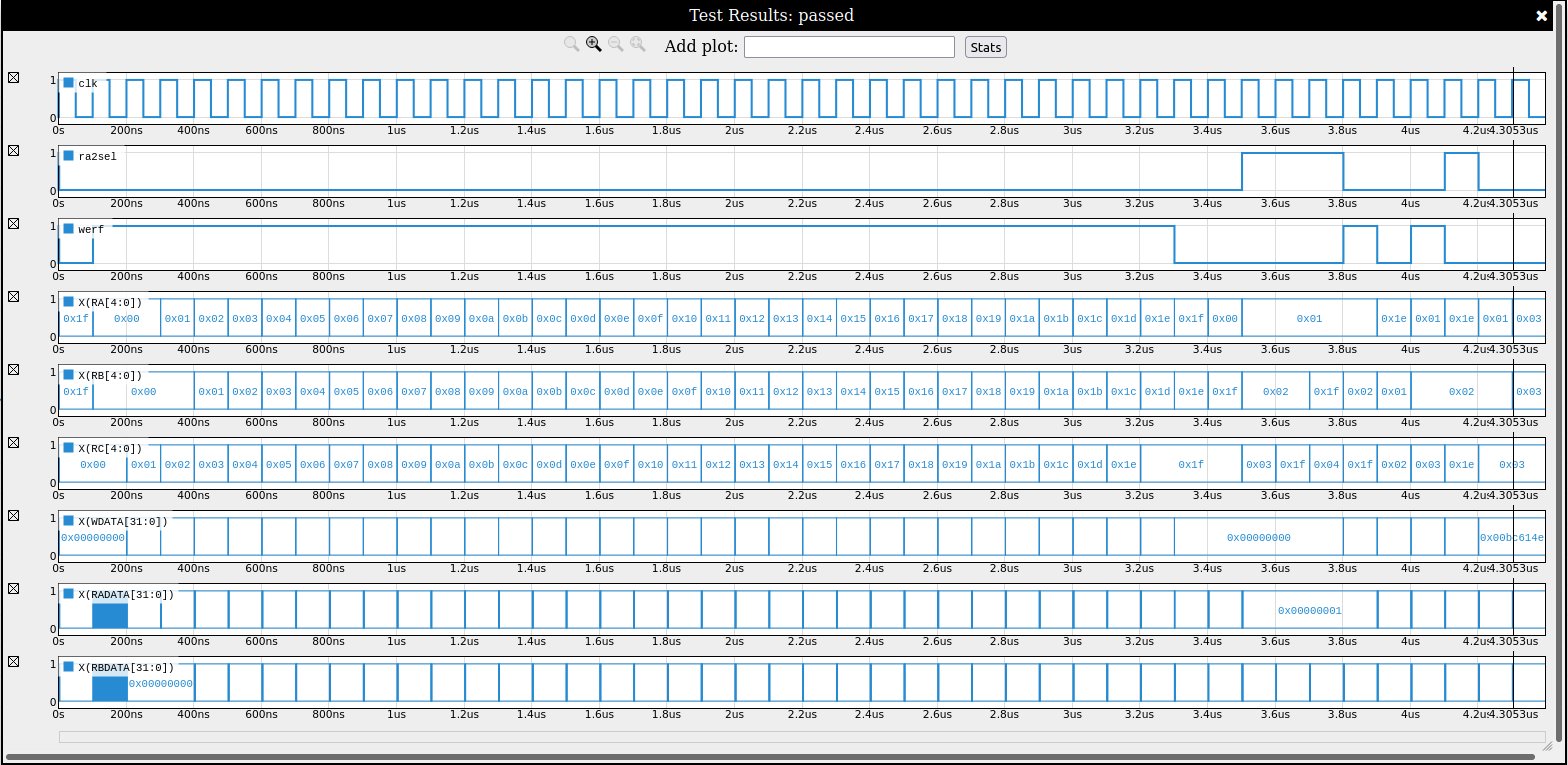 Test Results: passed
Add plot: Stats
1 clk
0
0s 200ns 400ns 600ns 800ns 1us 1.2us 1.4us 1.6us 1.8us 2us 2.2us 2.4us 2.6us 2.8us 3us 3.2us 3.4us 3.6us 3.8us 4us 4.2us 4.3053us
1 ra2sel
0
0s 200ns 400ns 600ns 800ns 1us 1.2us 1.4us 1.6us 1.8us 2us 2.2us 2.4us 2.6us 2.8us 3us 3.2us 3.4us 3.6us 3.8us 4us 4.2us 4.3053us
1 werf
0
0s 200ns 400ns 600ns 800ns 1us 1.2us 1.4us 1.6us 1.8us 2us 2.2us 2.4us 2.6us 2.8us 3us 3.2us 3.4us 3.6us 3.8us 4us 4.2us 4.3053us
1 X(RA[4:0])
0x1f 0x00 0x01 0x02 0x03 0x04 0x05 0x06 0x07 0x08 0x09 0x0a 0x0b 0x0c 0x0d 0x0e 0x0f 0x10 0x11 0x12 0x13 0x14 0x15 0x16 0x17 0x18 0x19 0x1a 0x1b 0x1c 0x1d 0x1e 0x1f 0x00 0x01 0x1e 0x01 0x1e 0x01 0x03
0
0s 200ns 400ns 600ns 800ns 1us 1.2us 1.4us 1.6us 1.8us 2us 2.2us 2.4us 2.6us 2.8us 3us 3.2us 3.4us 3.6us 3.8us 4us 4.2us 4.3053us
1 X(RB[4:0])
0x1f 0x00 0x01 0x02 0x03 0x04 0x05 0x06 0x07 0x08 0x09 0x0a 0x0b 0x0c 0x0d 0x0e 0x0f 0x10 0x11 0x12 0x13 0x14 0x15 0x16 0x17 0x18 0x19 0x1a 0x1b 0x1c 0x1d 0x1e 0x1f 0x02 0x1f 0x02 0x01 0x02 0x03
0
0s 200ns 400ns 600ns 800ns 1us 1.2us 1.4us 1.6us 1.8us 2us 2.2us 2.4us 2.6us 2.8us 3us 3.2us 3.4us 3.6us 3.8us 4us 4.2us 4.3053us
1 X(RC[4:0])
0x00 0x01 0x02 0x03 0x04 0x05 0x06 0x07 0x08 0x09 0x0a 0x0b 0x0c 0x0d 0x0e 0x0f 0x10 0x11 0x12 0x13 0x14 0x15 0x16 0x17 0x18 0x19 0x1a 0x1b 0x1c 0x1d 0x1e 0x1f 0x03 0x1f 0x04 0x1f 0x02 0x03 0x1e 0x03
0
0s 200ns 400ns 600ns 800ns 1us 1.2us 1.4us 1.6us 1.8us 2us 2.2us 2.4us 2.6us 2.8us 3us 3.2us 3.4us 3.6us 3.8us 4us 4.2us 4.3053us
1 X(WDATA[31:0])
0x00000000 0x00000000 0x00bc614e
0
0s 200ns 400ns 600ns 800ns 1us 1.2us 1.4us 1.6us 1.8us 2us 2.2us 2.4us 2.6us 2.8us 3us 3.2us 3.4us 3.6us 3.8us 4us 4.2us 4.3053us
1 X(RADATA[31:0])
0x00000001
0
0s 200ns 400ns 600ns 800ns 1us 1.2us 1.4us 1.6us 1.8us 2us 2.2us 2.4us 2.6us 2.8us 3us 3.2us 3.4us 3.6us 3.8us 4us 4.2us 4.3053us
1 X(RBDATA[31:0])
0x00000000
0
0s 200ns 400ns 600ns 800ns 1us 1.2us 1.4us 1.6us 1.8us 2us 2.2us 2.4us 2.6us 2.8us 3us 3.2us 3.4us 3.6us 3.8us 4us 4.2us 4.3053us